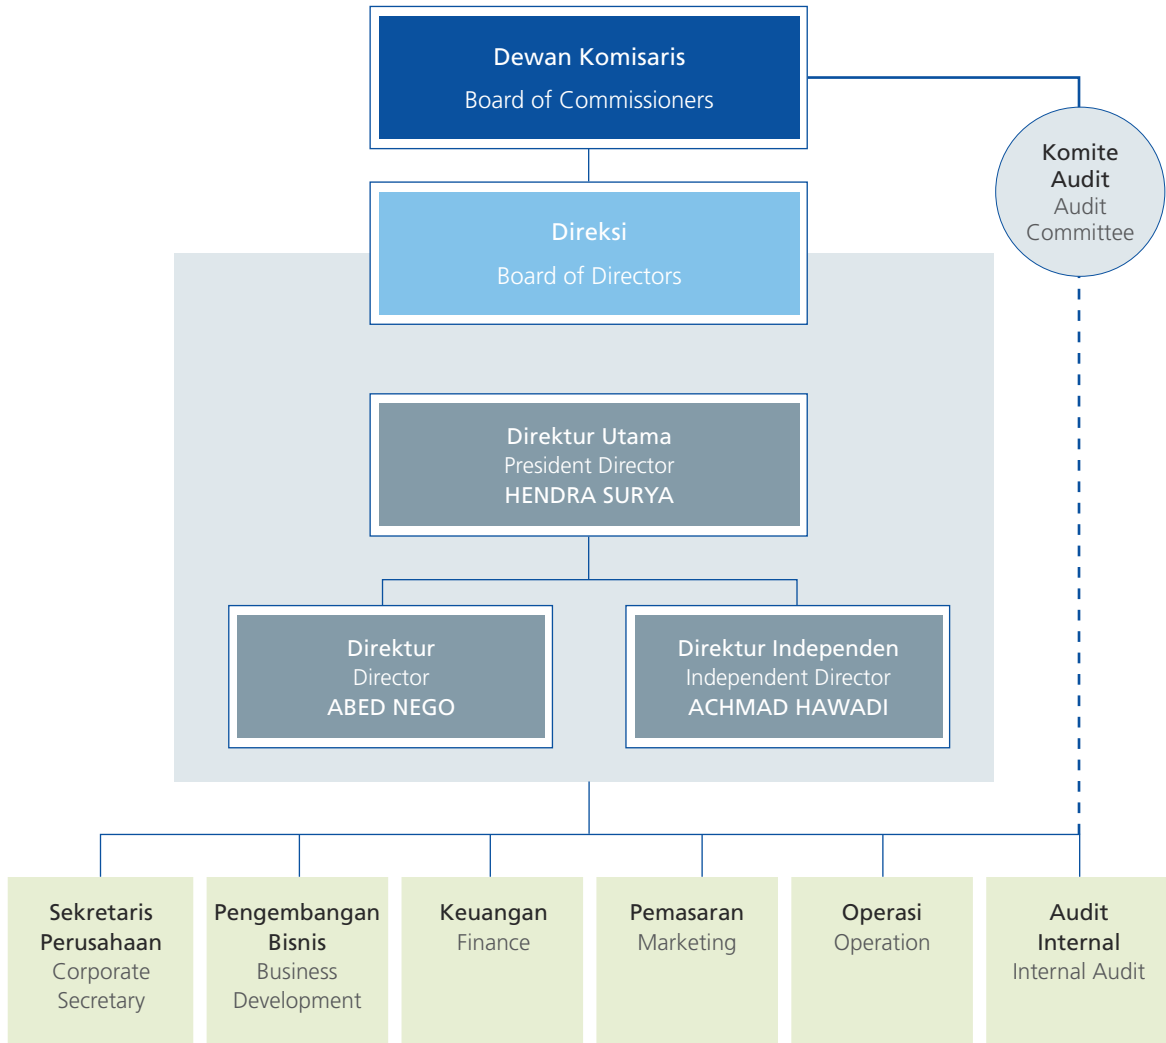 Dewan Komisaris
Board of Commissioners
Komite
Audit
Audit
Committee
Direksi
Board of Directors
Direktur Utama
President Director
HENDRA SURYA
Direktur
Director
ABED NEGO
Direktur Independen
Independent Director
ACHMAD HAWADI
Sekretaris
Perusahaan
Corporate
Secretary
Pengembangan
Bisnis
Business
Development
Keuangan
Finance
Pemasaran
Marketing
Operasi
Operation
Audit
Internal
Internal Audit